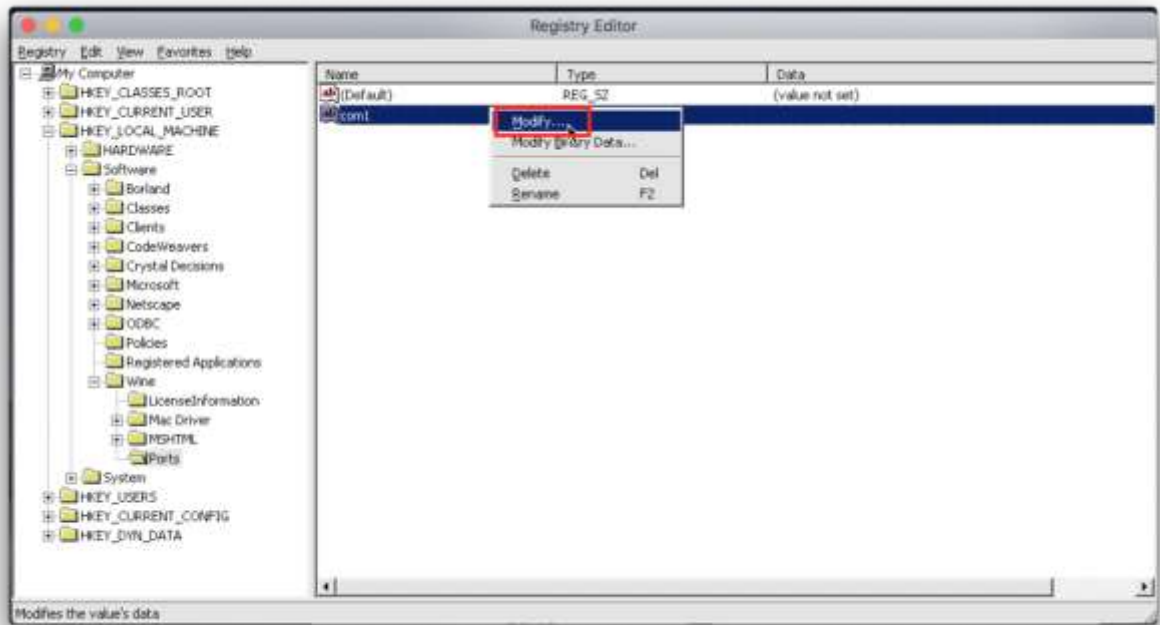 Registry Editor
Registry Edit View Favorites Help
My Computer
HKEY_CLASSES_ROOT
HKEY_CURRENT_USER
HKEY_LOCAL_MACHINE
HARDWARE
Software
Borland
Classes
Clients
CodeWeavers
Crystal Decisions
Microsoft
Netscape
ODBC
Policies
Registered Applications
Wine
LicenseInformation
Mac Driver
MSHTML
Ports
System
HKEY_USERS
HKEY_CURRENT_CONFIG
HKEY_DYN_DATA
Name Type Data
ab (Default) REG_SZ (value not set)
ab com1
Modify...
Modify Binary Data...
Delete Del
Rename F2
Modifies the value's data